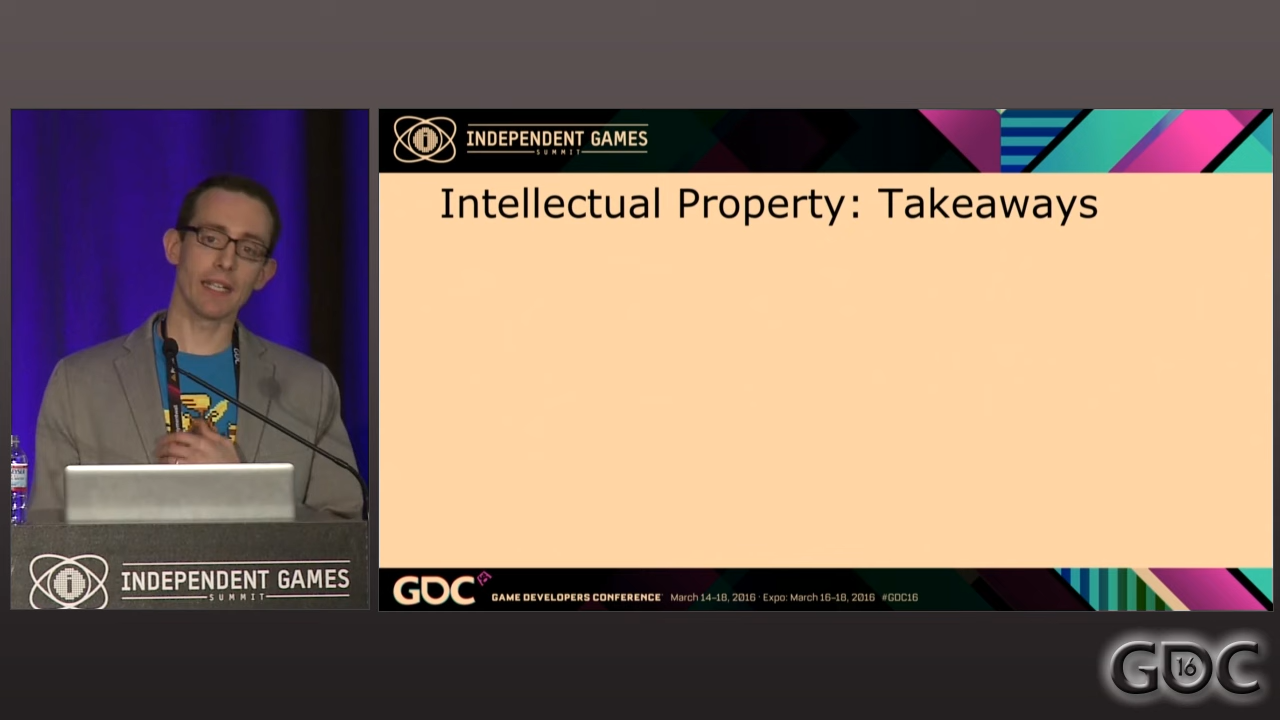 INDEPENDENT GAMES
SUMMIT
Intellectual Property: Takeaways
INDEPENDENT GAMES
SUMMIT
GDC
GAME DEVELOPERS CONFERENCE
March 14-18, 2016 · Expo: March 16-18, 2016 #GDC16
GDC
16